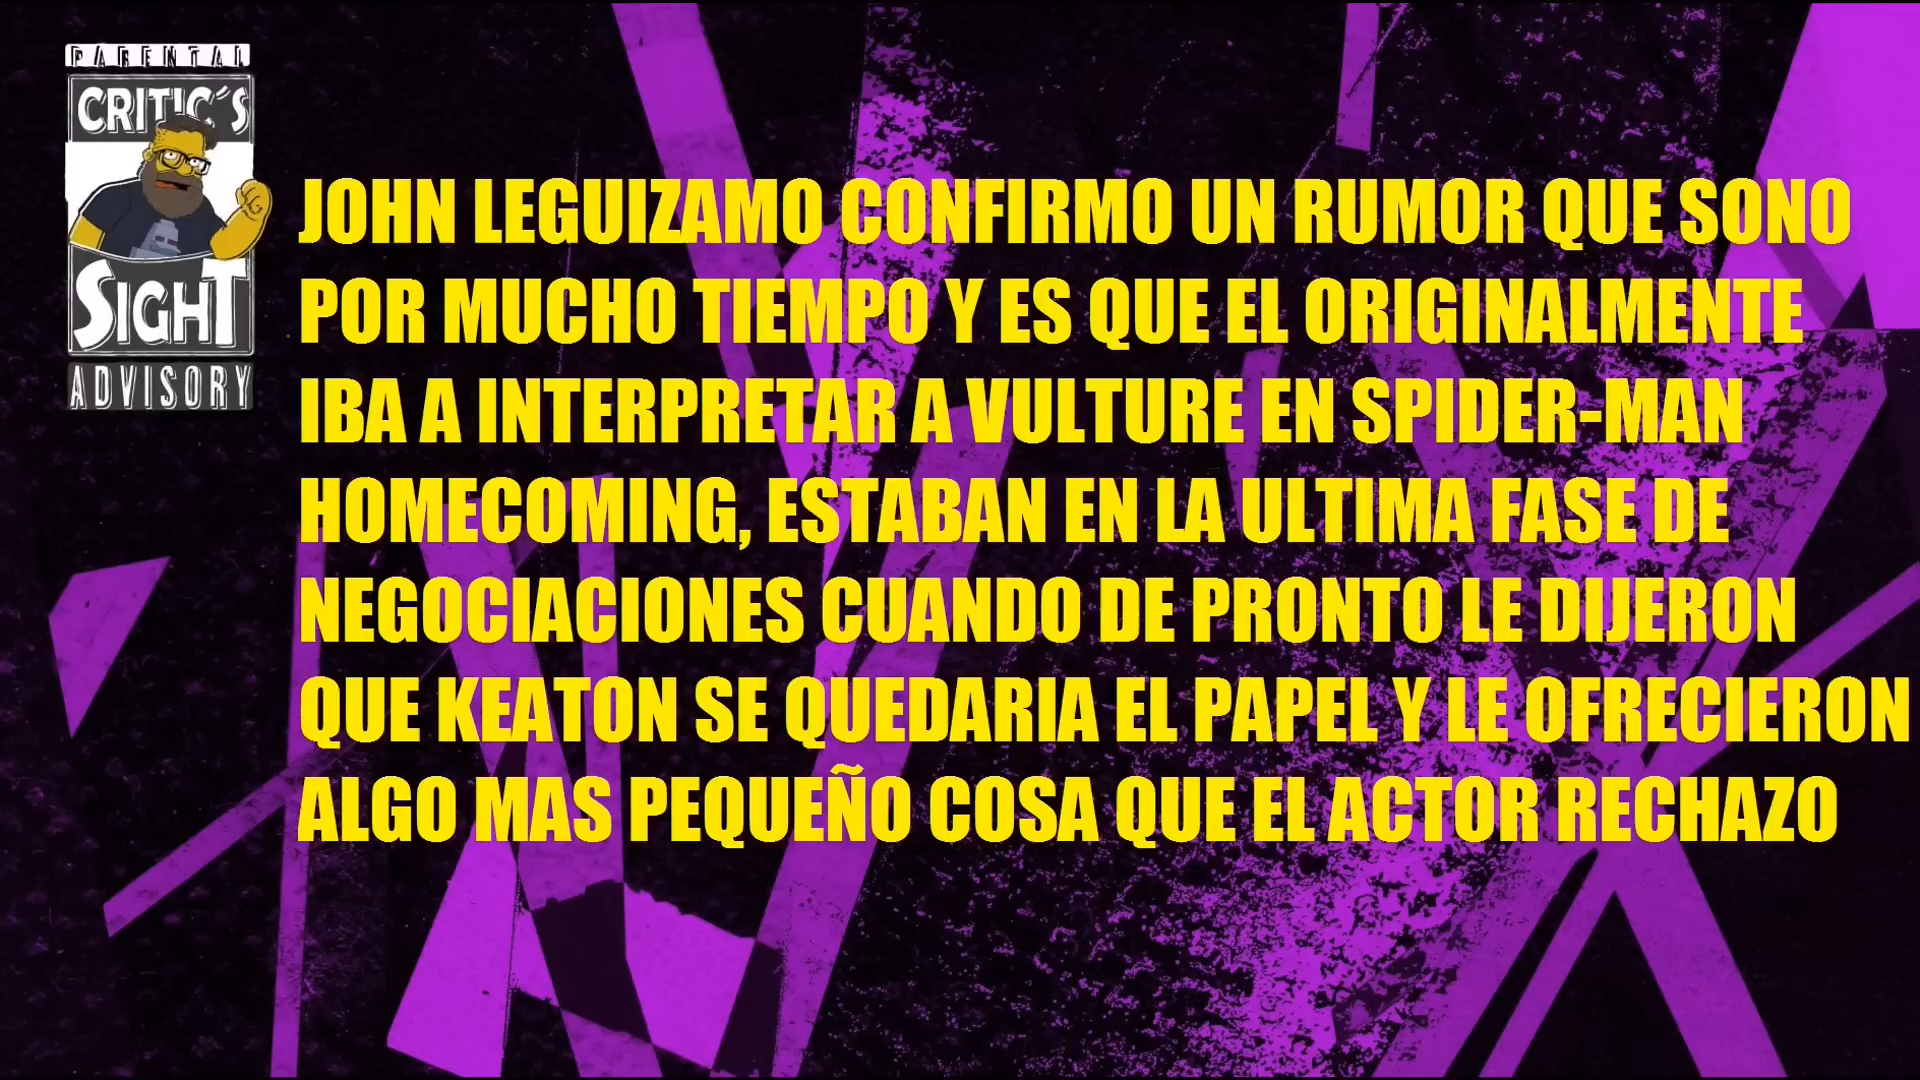 PARENTAL
CRITIC´S
SIGHT
ADVISORY
JOHN LEGUIZAMO CONFIRMO UN RUMOR QUE SONO
POR MUCHO TIEMPO Y ES QUE EL ORIGINALMENTE
IBA A INTERPRETAR A VULTURE EN SPIDER-MAN
HOMECOMING, ESTABAN EN LA ULTIMA FASE DE
NEGOCIACIONES CUANDO DE PRONTO LE DIJERON
QUE KEATON SE QUEDARIA EL PAPEL Y LE OFRECIERON
ALGO MAS PEQUEÑO COSA QUE EL ACTOR RECHAZO